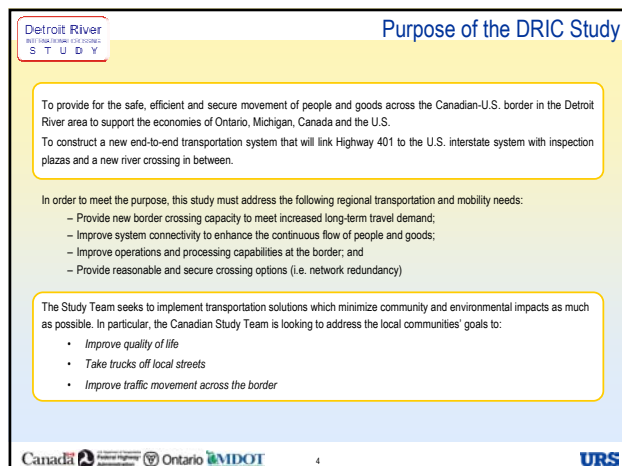 Detroit River
INTERNATIONAL CROSSING
S T U D Y
Purpose of the DRIC Study
To provide for the safe, efficient and secure movement of people and goods across the Canadian-U.S. border in the Detroit
River area to support the economies of Ontario, Michigan, Canada and the U.S.
To construct a new end-to-end transportation system that will link Highway 401 to the U.S. interstate system with inspection
plazas and a new river crossing in between.
In order to meet the purpose, this study must address the following regional transportation and mobility needs:
– Provide new border crossing capacity to meet increased long-term travel demand;
– Improve system connectivity to enhance the continuous flow of people and goods;
– Improve operations and processing capabilities at the border; and
– Provide reasonable and secure crossing options (i.e. network redundancy)
The Study Team seeks to implement transportation solutions which minimize community and environmental impacts as much
as possible. In particular, the Canadian Study Team is looking to address the local communities' goals to:
• Improve quality of life
• Take trucks off local streets
• Improve traffic movement across the border
Canada Federal Highway Ontario MDOT 4 URS